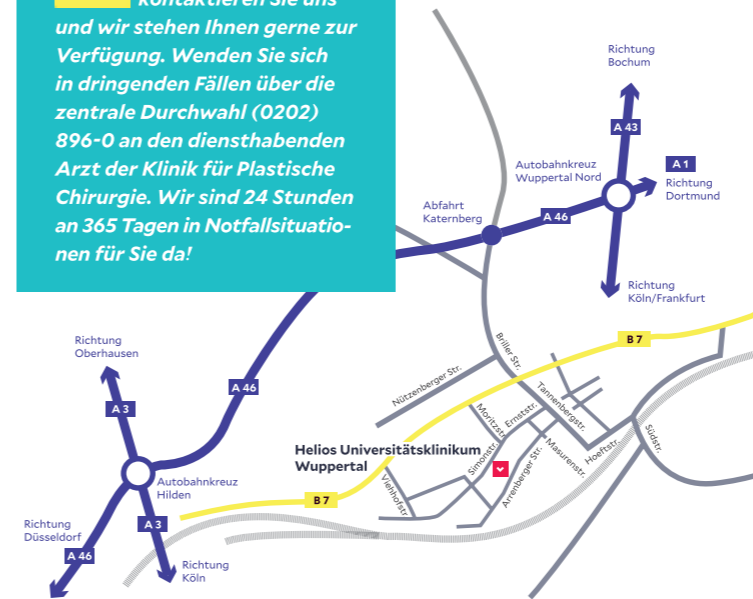 kontaktieren Sie uns
und wir stehen Ihnen gerne zur
Verfügung. Wenden Sie sich
in dringenden Fällen über die
zentrale Durchwahl (0202)
896-0 an den diensthabenden
Arzt der Klinik für Plastische
Chirurgie. Wir sind 24 Stunden
an 365 Tagen in Notfallsituatio-
nen für Sie da!
Richtung
Bochum
A 43
Autobahnkreuz
Wuppertal Nord
A 1
Richtung
Dortmund
Abfahrt
Katernberg
A 46
Richtung
Köln/Frankfurt
B 7
Richtung
Oberhausen
A 3
A 46
Briller Str.
Nützenberger Str.
Tannenbergstr.
Moritzstr.
Ernststr.
Südstr.
Hoeftstr.
Masurenstr.
Simonstr.
Arrenberger Str.
Viehhofstr.
Helios Universitätsklinikum
Wuppertal
Autobahnkreuz
Hilden
B 7
A 3
Richtung
Düsseldorf
A 46
Richtung
Köln